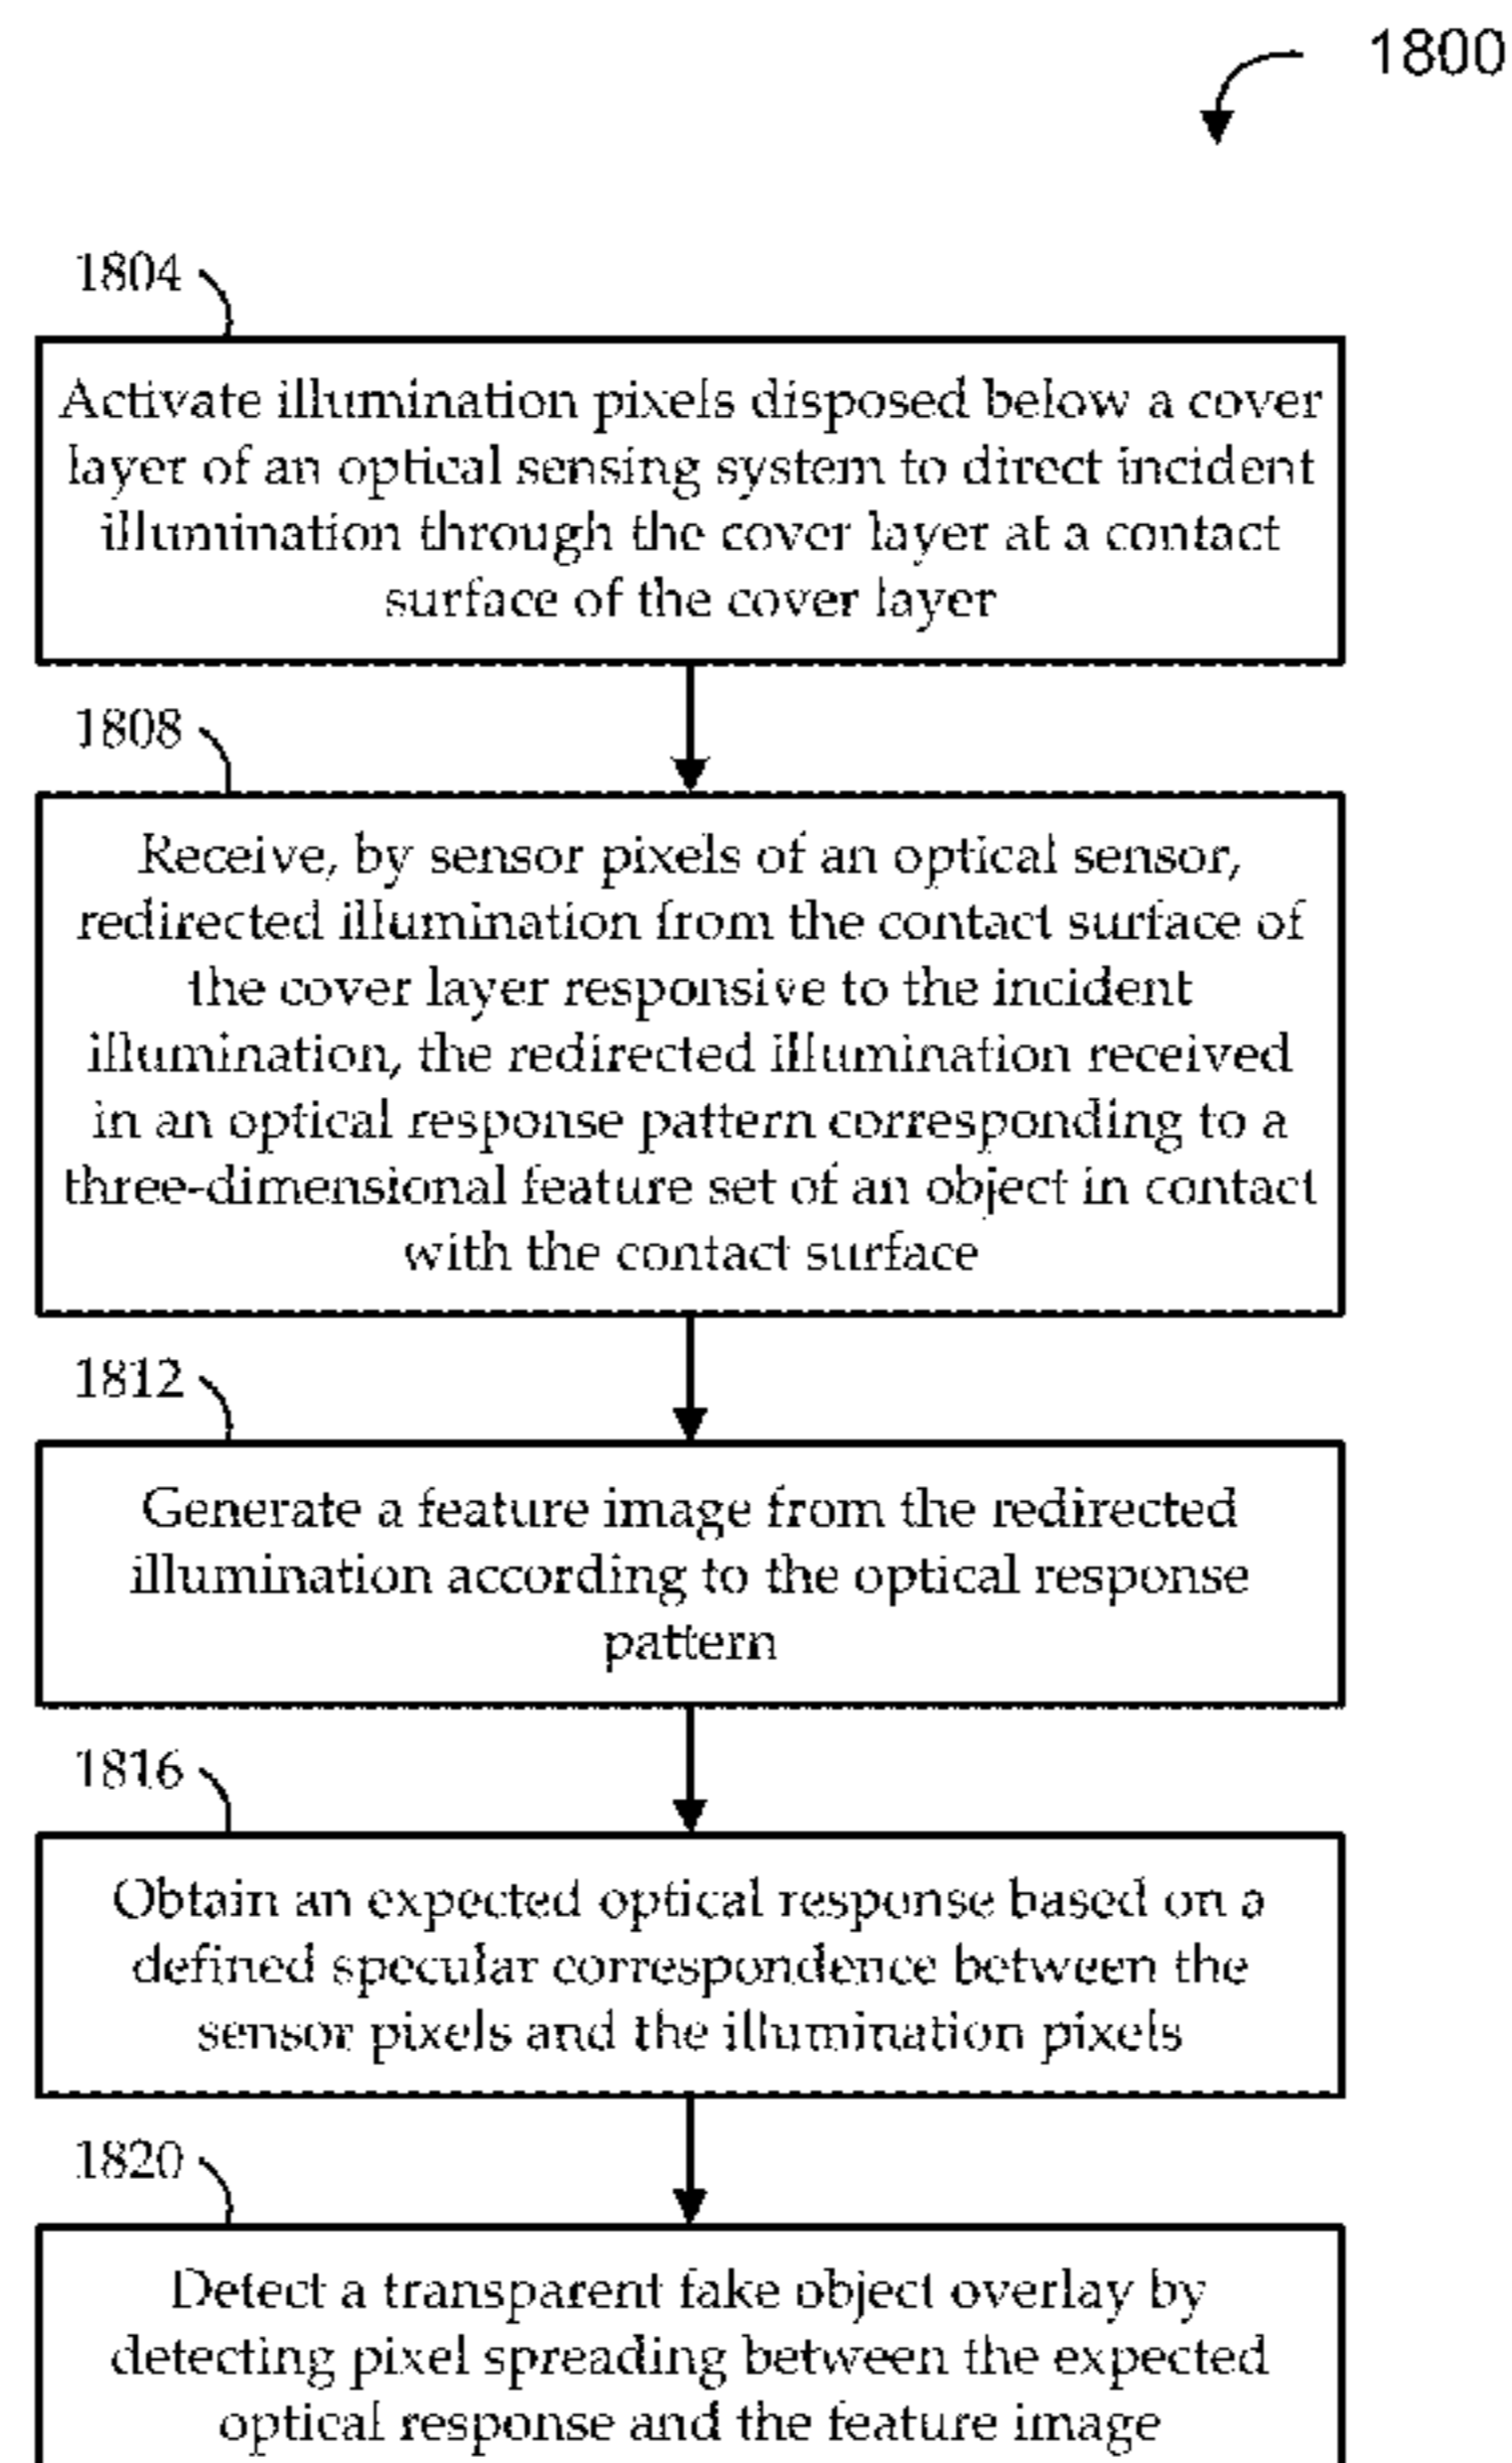 1800
1804
Activate illumination pixels disposed below a cover
layer of an optical sensing system to direct incident
illumination through the cover layer at a contact
surface of the cover layer
1808
Receive, by sensor pixels of an optical sensor,
redirected illumination from the contact surface of
the cover layer responsive to the incident
illumination, the redirected illumination received
in an optical response pattern corresponding to a
three-dimensional feature set of an object in contact
with the contact surface
1812
Generate a feature image from the redirected
illumination according to the optical response
pattern
1816
Obtain an expected optical response based on a
defined specular correspondence between the
sensor pixels and the illumination pixels
1820
Detect a transparent fake object overlay by
detecting pixel spreading between the expected
optical response and the feature image